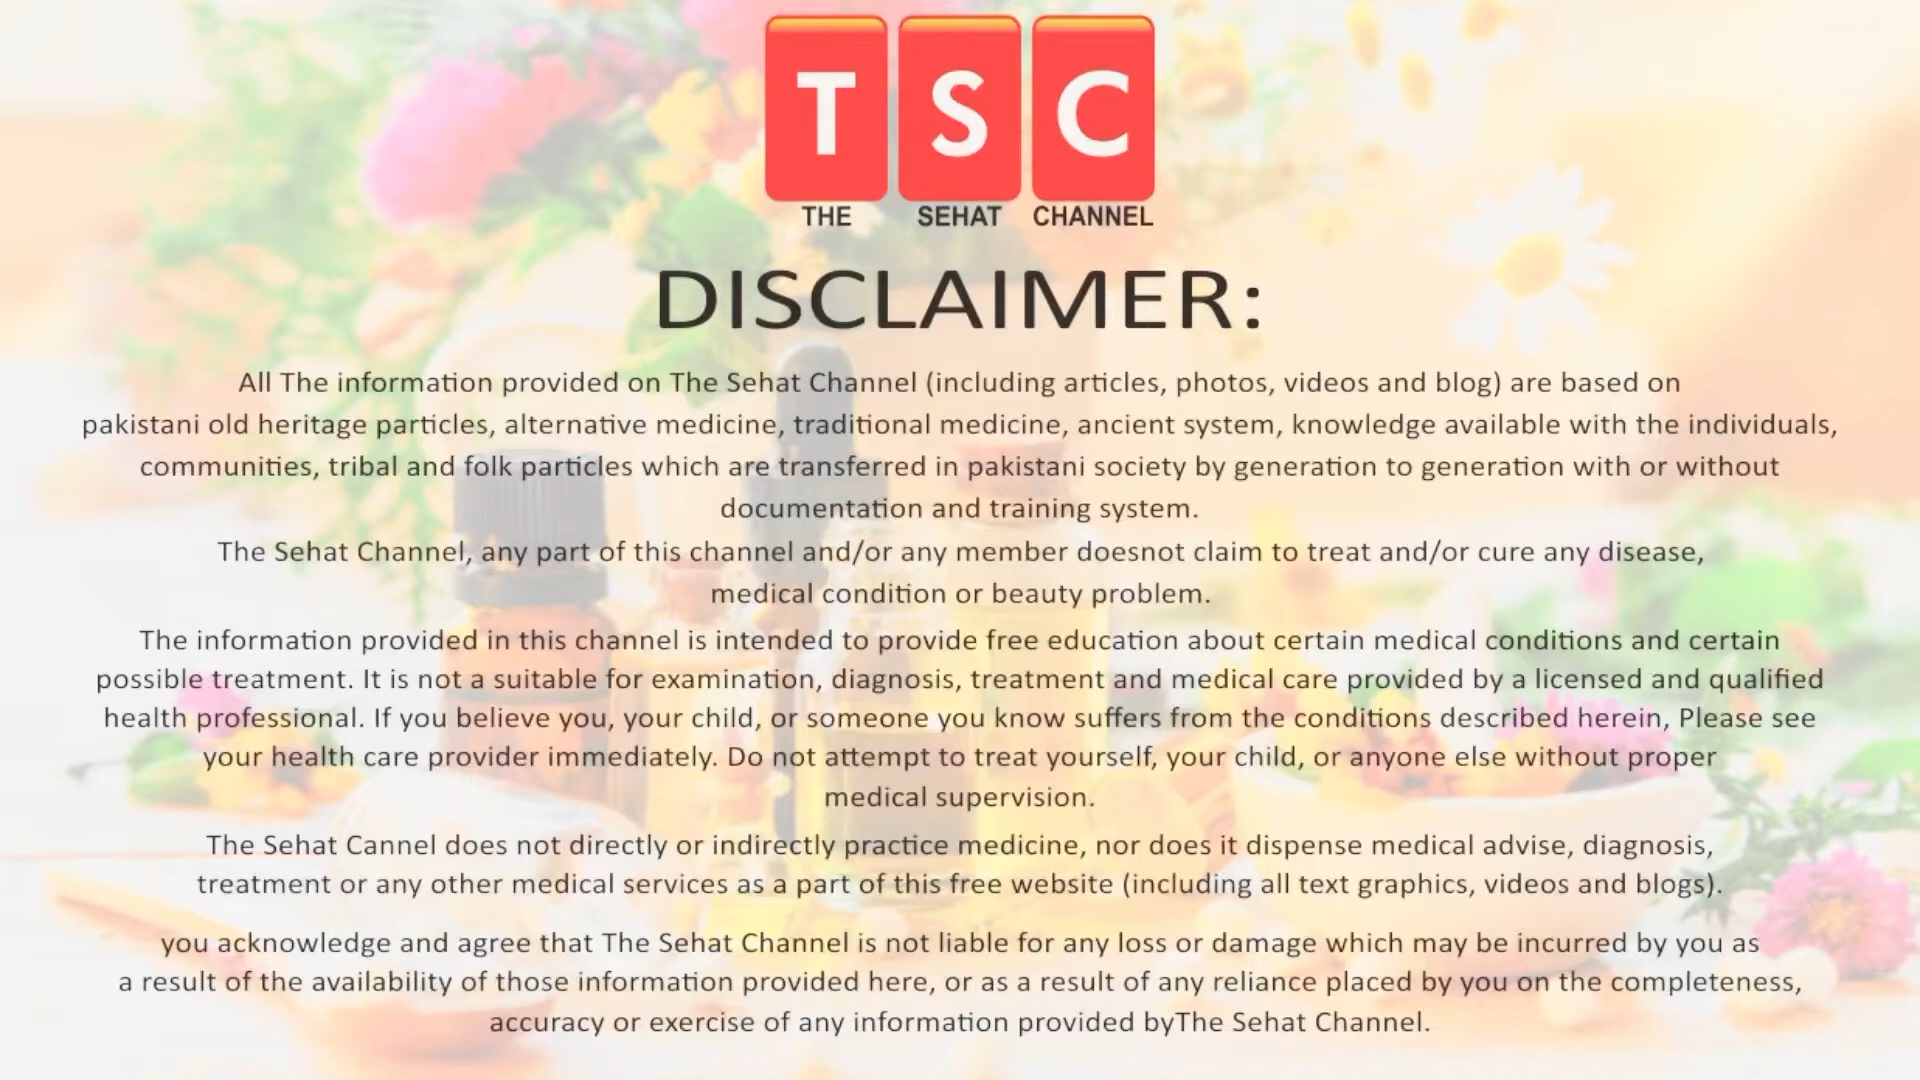 T S C
THE SEHAT CHANNEL
DISCLAIMER:
All The information provided on The Sehat Channel (including articles, photos, videos and blog) are based on
pakistani old heritage particles, alternative medicine, traditional medicine, ancient system, knowledge available with the individuals,
communities, tribal and folk particles which are transferred in pakistani society by generation to generation with or without
documentation and training system.
The Sehat Channel, any part of this channel and/or any member doesnot claim to treat and/or cure any disease,
medical condition or beauty problem.
The information provided in this channel is intended to provide free education about certain medical conditions and certain
possible treatment. It is not a suitable for examination, diagnosis, treatment and medical care provided by a licensed and qualified
health professional. If you believe you, your child, or someone you know suffers from the conditions described herein, Please see
your health care provider immediately. Do not attempt to treat yourself, your child, or anyone else without proper
medical supervision.
The Sehat Cannel does not directly or indirectly practice medicine, nor does it dispense medical advise, diagnosis,
treatment or any other medical services as a part of this free website (including all text graphics, videos and blogs).
you acknowledge and agree that The Sehat Channel is not liable for any loss or damage which may be incurred by you as
a result of the availability of those information provided here, or as a result of any reliance placed by you on the completeness,
accuracy or exercise of any information provided byThe Sehat Channel.